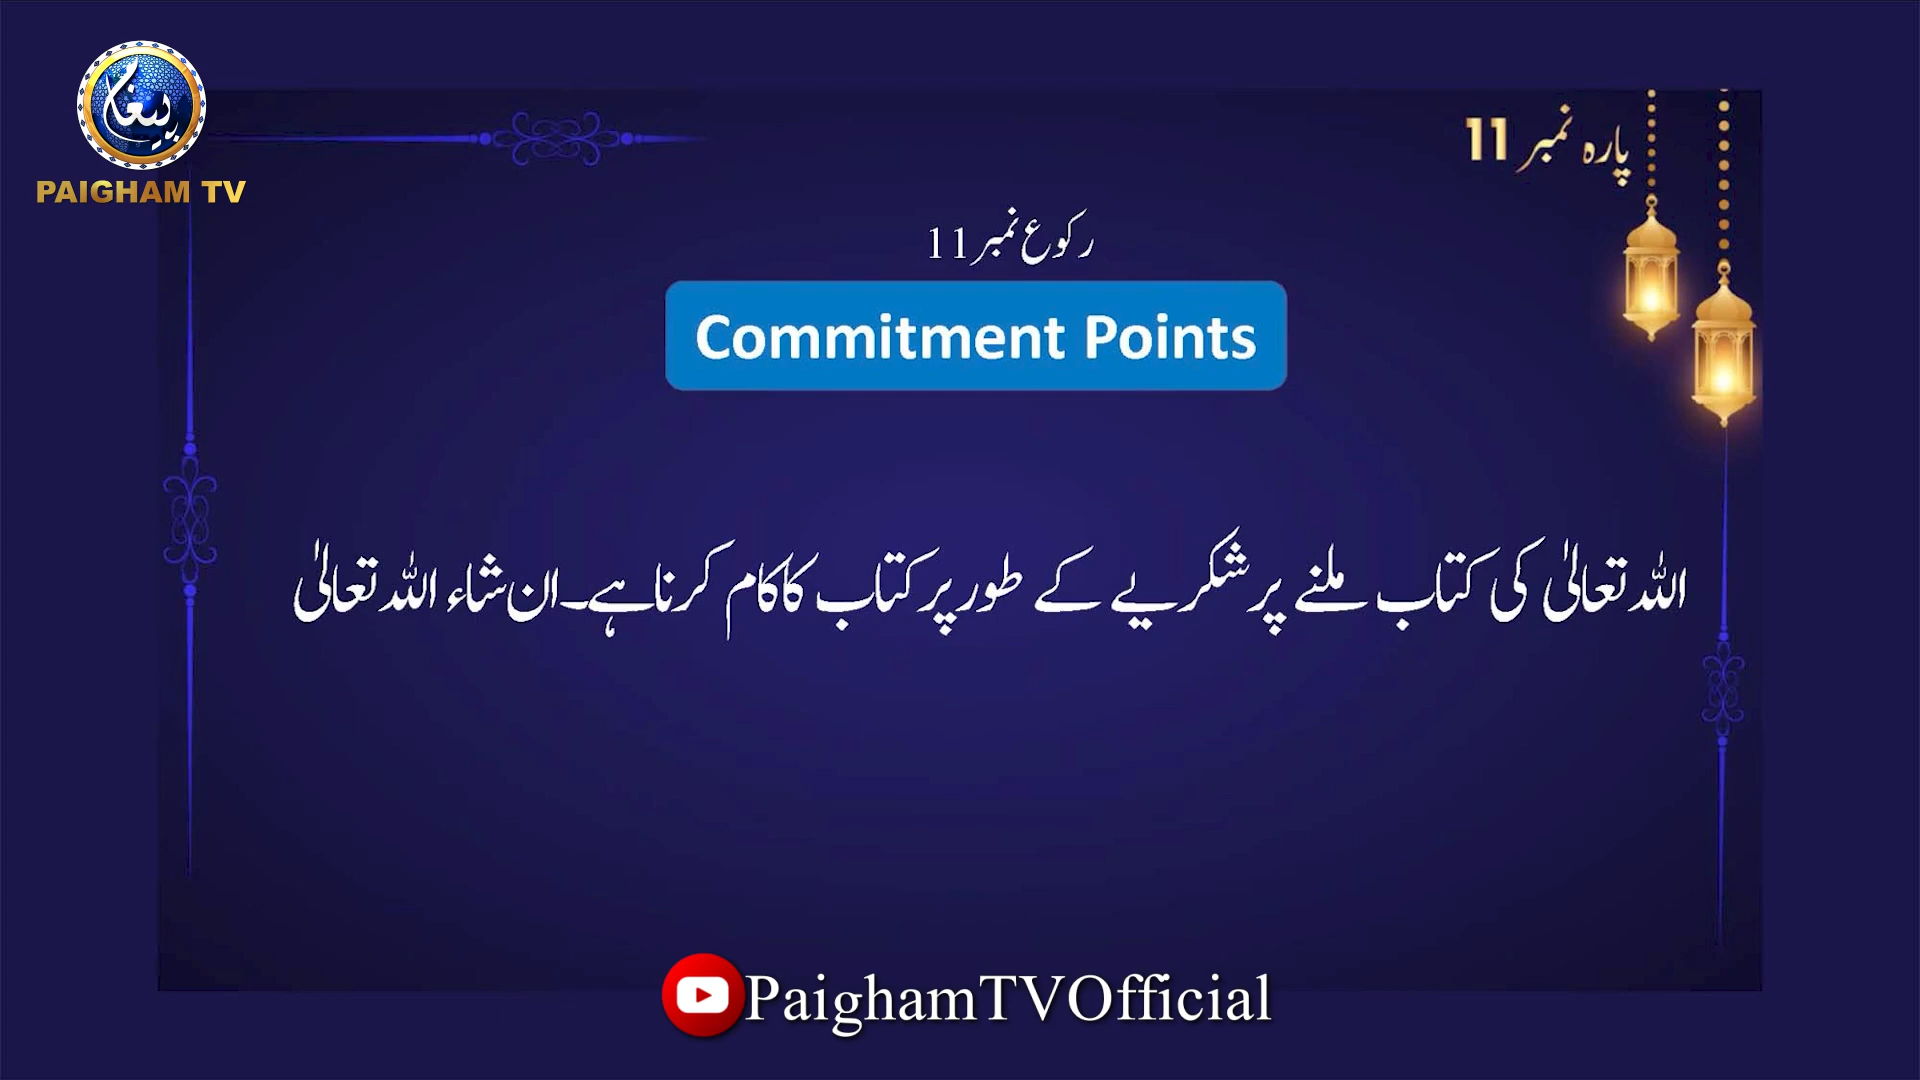 پیغام
PAIGHAM TV
پارہ نمبر 11
رکوع نمبر 11
Commitment Points
اللہ تعالیٰ کی کتاب ملنے پر شکریے کے طور پر کتاب کا کام کرنا ہے۔ ان شاء اللہ تعالیٰ
PaighamTVOfficial